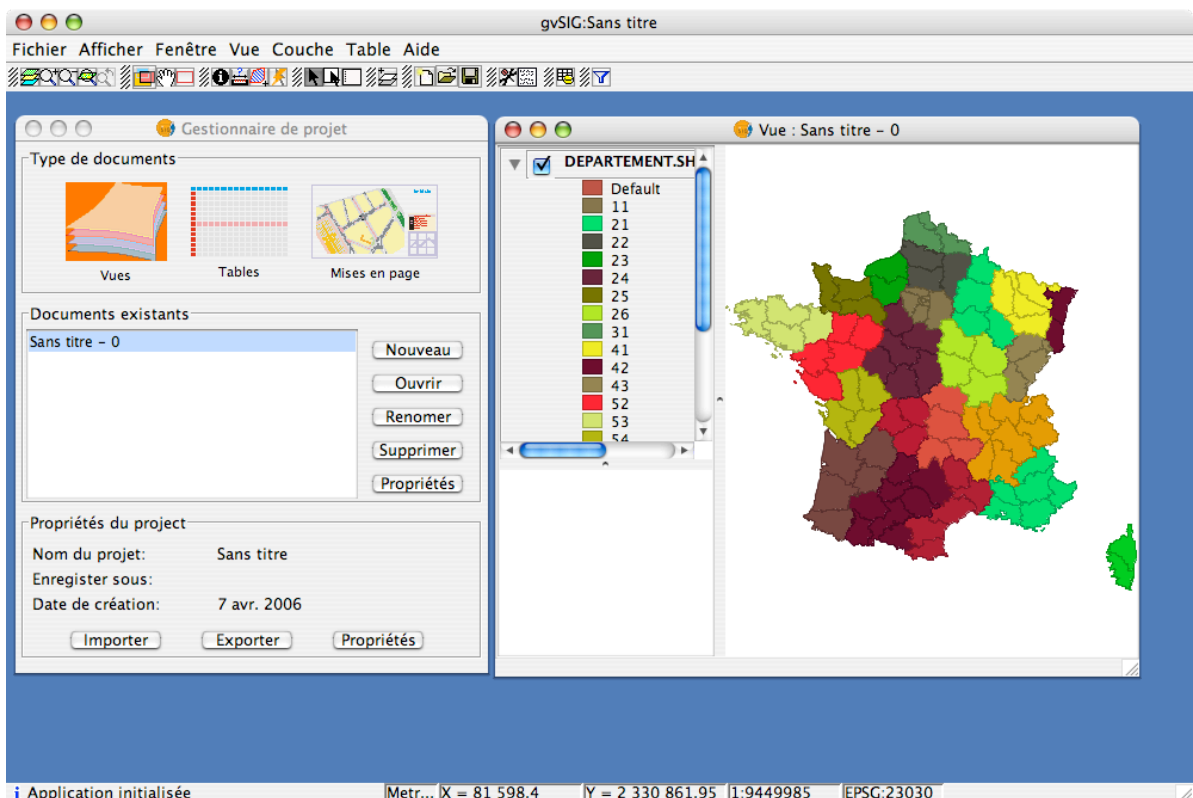 gvSIG:Sans titre
Fichier Afficher Fenêtre Vue Couche Table Aide
Gestionnaire de projet
Type de documents
Vues
Tables
Mises en page
Documents existants
Sans titre – 0
Nouveau
Ouvrir
Renomer
Supprimer
Propriétés
Propriétés du project
Nom du projet: Sans titre
Enregister sous:
Date de création: 7 avr. 2006
Importer Exporter Propriétés
Vue : Sans titre – 0
DEPARTEMENT.SH
Default
11
21
22
23
24
25
26
31
41
42
43
52
53
54
Application initialisée
Metr... X = 81 598.4 Y = 2 330 861.95 1:9449985 EPSG:23030